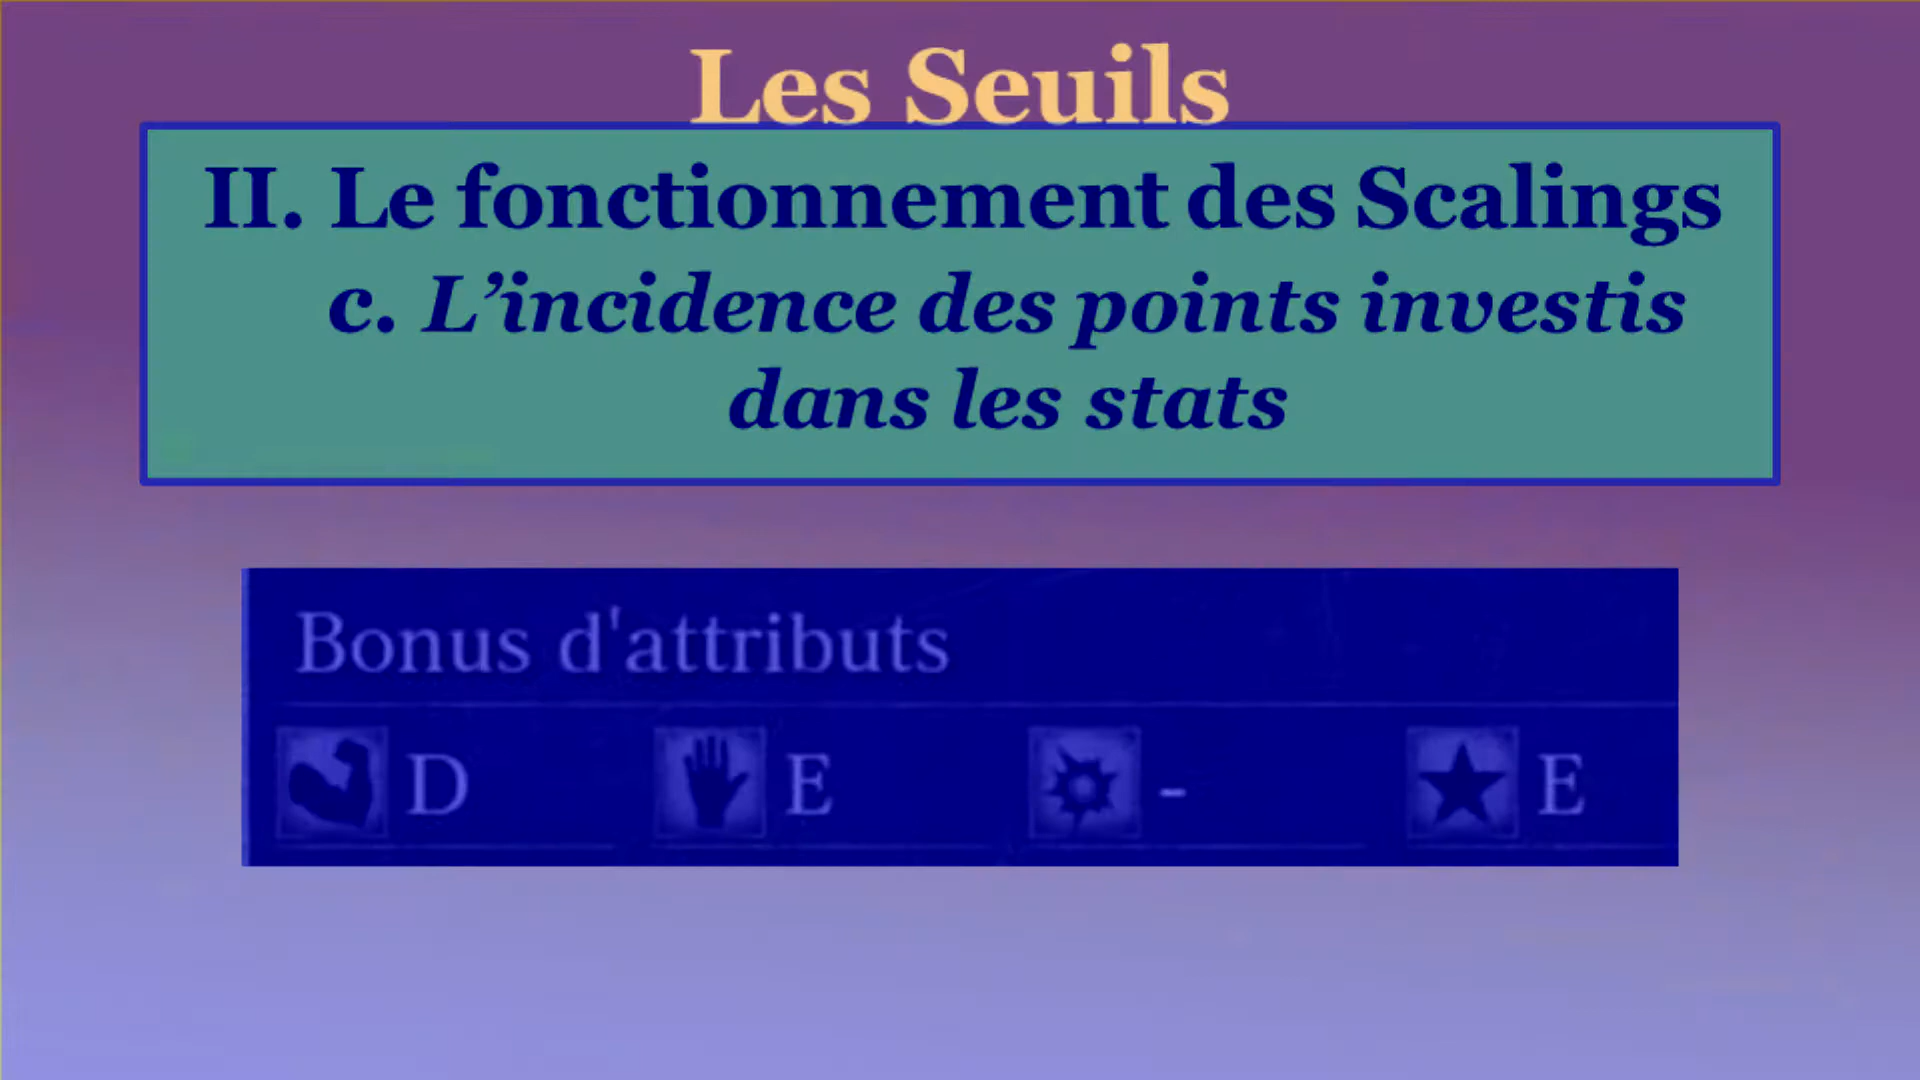 Les Seuils
II. Le fonctionnement des Scalings
c. L’incidence des points investis
dans les stats
Bonus d'attributs
D E - E